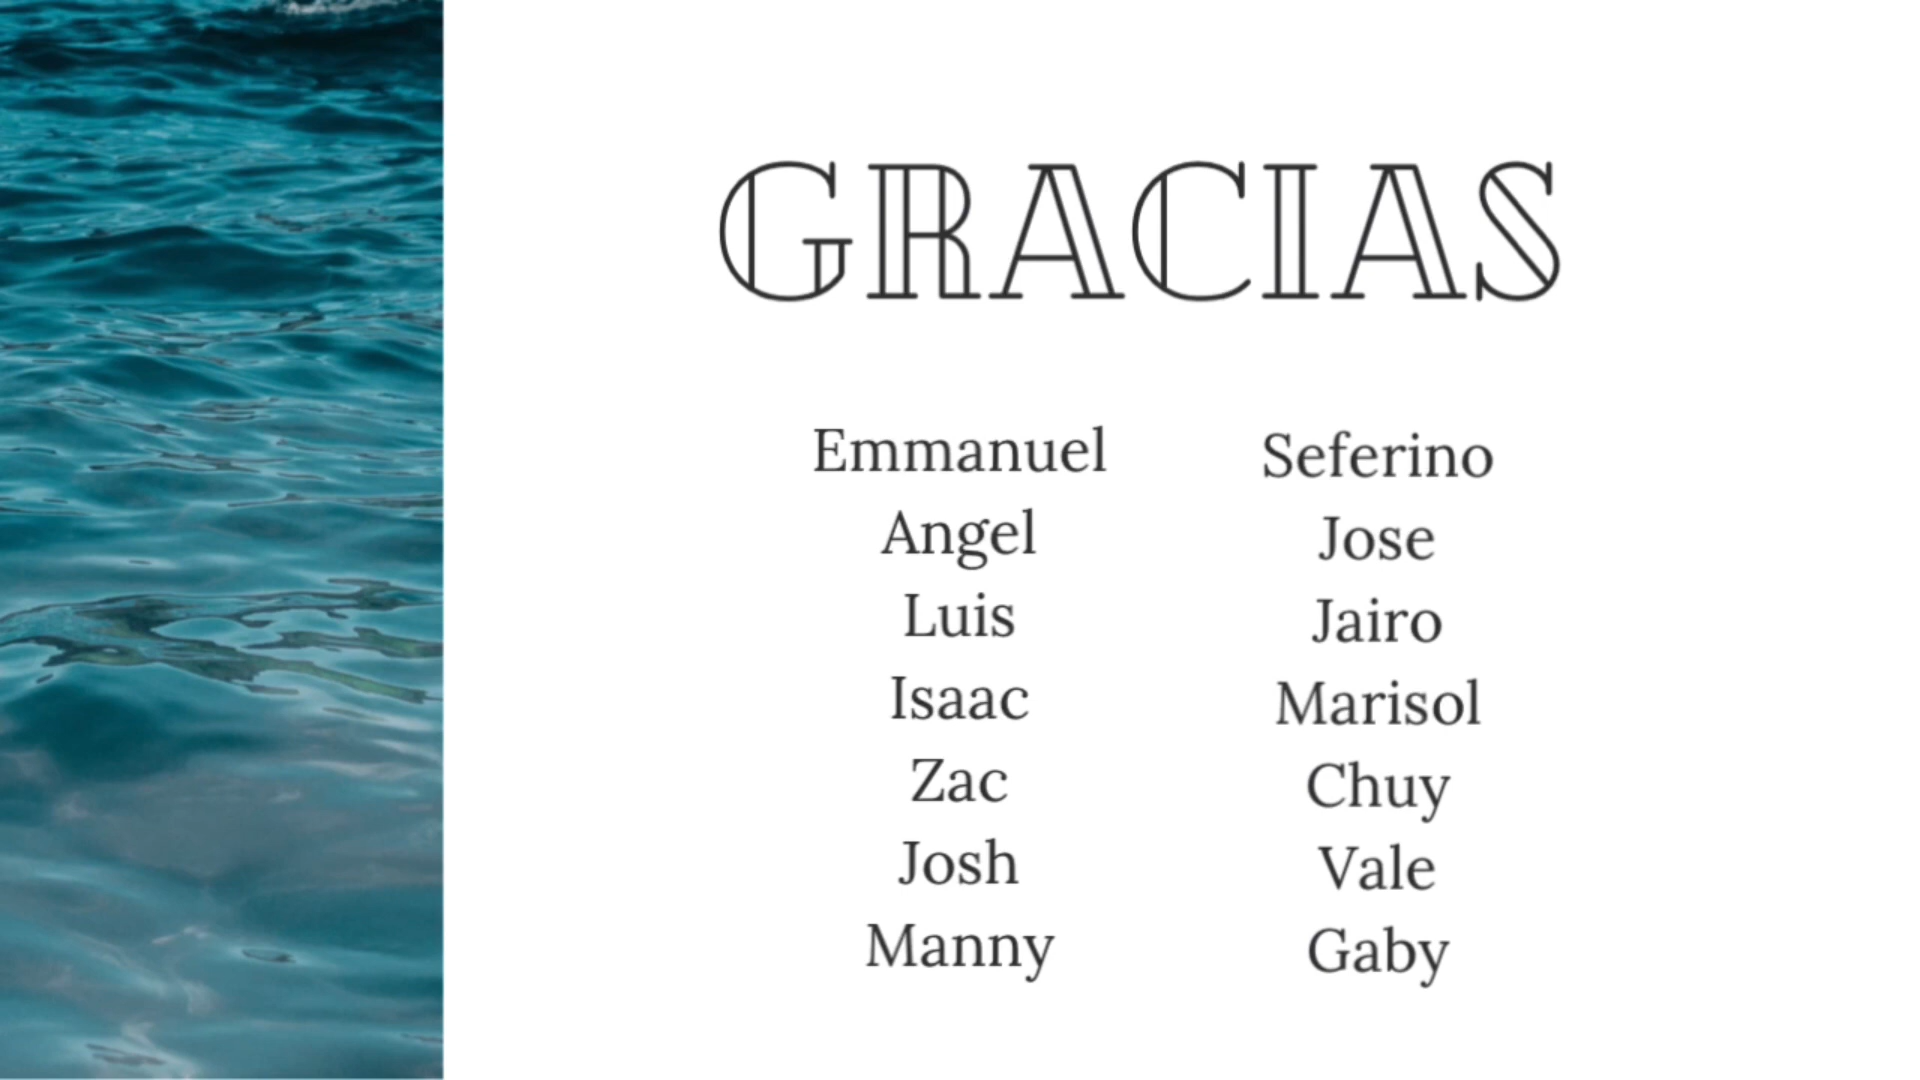 GRACIAS
Emmanuel
Angel
Luis
Isaac
Zac
Josh
Manny
Seferino
Jose
Jairo
Marisol
Chuy
Vale
Gaby